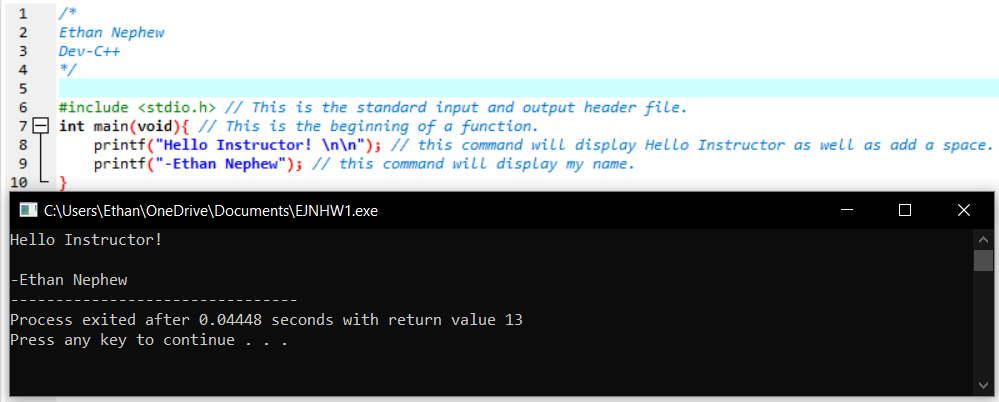 1 /*
2 Ethan Nephew
3 Dev-C++
4 */
5
6 #include <stdio.h> // This is the standard input and output header file.
7 int main(void){ // This is the beginning of a function.
8 printf("Hello Instructor! \n\n"); // this command will display Hello Instructor as well as add a space.
9 printf("-Ethan Nephew"); // this command will display my name.
10 }
C:\Users\Ethan\OneDrive\Documents\EJNHW1.exe
Hello Instructor!
-Ethan Nephew
--------------------------------
Process exited after 0.04448 seconds with return value 13
Press any key to continue . . .